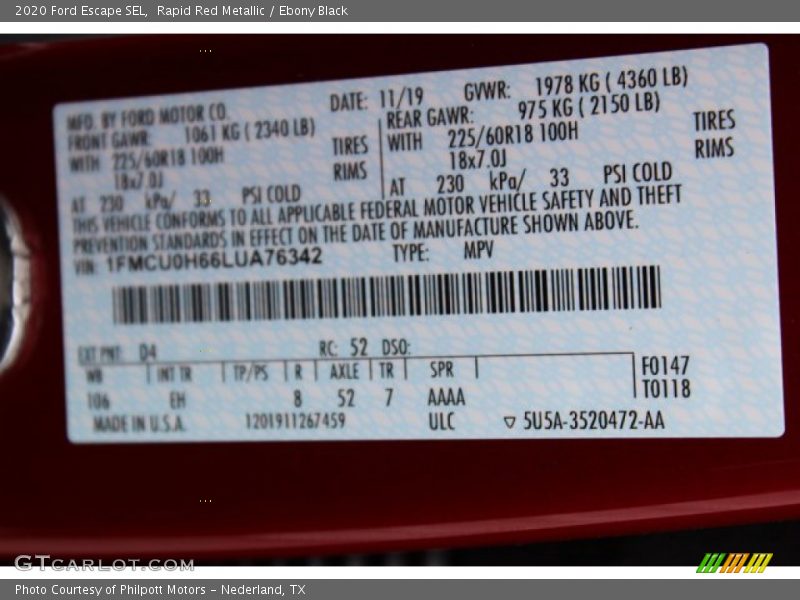 2020 Ford Escape SEL, Rapid Red Metallic / Ebony Black
MFD. BY FORD MOTOR CO.
DATE: 11/19 GVWR: 1978 KG ( 4360 LB)
FRONT GAWR: 1061 KG ( 2340 LB)
REAR GAWR: 975 KG ( 2150 LB)
WITH 225/60R18 100H TIRES
WITH 225/60R18 100H TIRES
18x7.0J RIMS
18x7.0J RIMS
AT 230 kPa/ 33 PSI COLD
AT 230 kPa/ 33 PSI COLD
THIS VEHICLE CONFORMS TO ALL APPLICABLE FEDERAL MOTOR VEHICLE SAFETY AND THEFT
PREVENTION STANDARDS IN EFFECT ON THE DATE OF MANUFACTURE SHOWN ABOVE.
VIN: 1FMCU0H66LUA76342 TYPE: MPV
EXT PNT: D4 RC: 52 DSO:
WB INT TR TP/PS R AXLE TR SPR
F0147
106 EH 8 52 7 AAAA
T0118
MADE IN U.S.A. 1201911267459 ULC ▽ 5U5A-3520472-AA
GTCARLOT.COM
Photo Courtesy of Philpott Motors - Nederland, TX